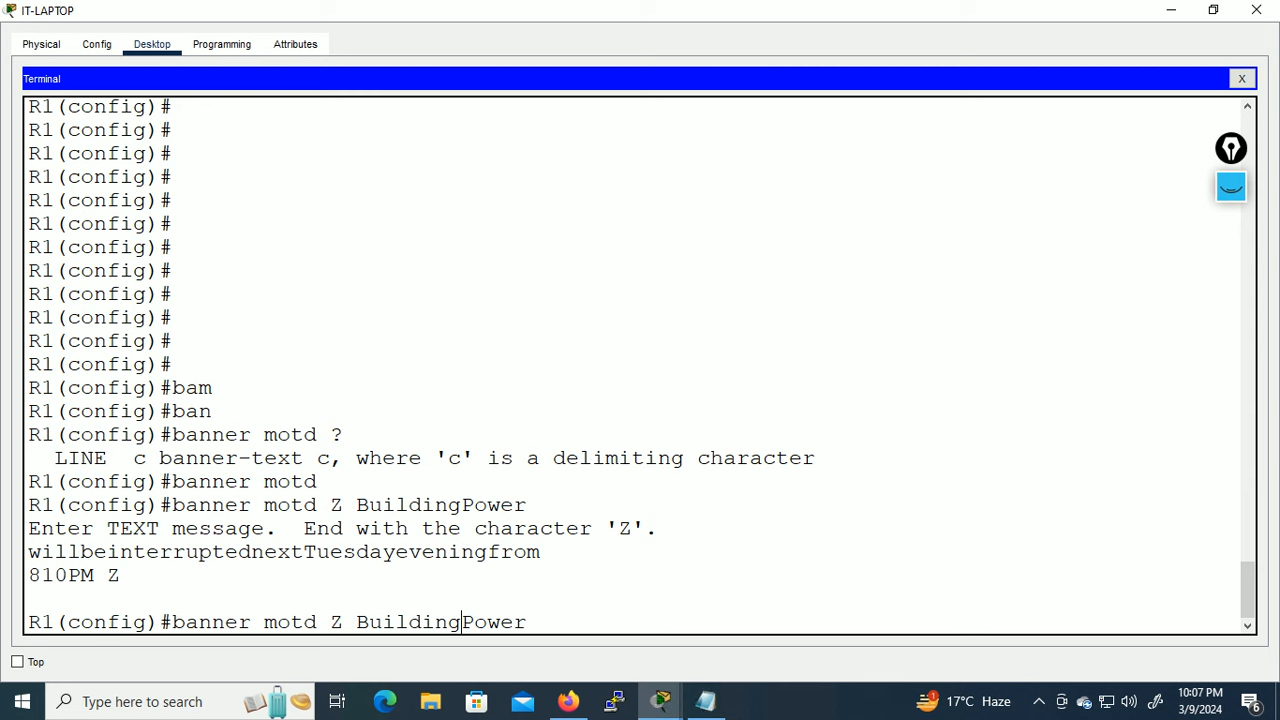 IT-LAPTOP
Physical Config Desktop Programming Attributes
Terminal X
R1(config)#
R1(config)#
R1(config)#
R1(config)#
R1(config)#
R1(config)#
R1(config)#
R1(config)#
R1(config)#
R1(config)#
R1(config)#
R1(config)#
R1(config)#bam
R1(config)#ban
R1(config)#banner motd ?
LINE c banner-text c, where 'c' is a delimiting character
R1(config)#banner motd
R1(config)#banner motd Z BuildingPower
Enter TEXT message. End with the character 'Z'.
willbeinterruptednextTuesdayeveningfrom
810PM Z
R1(config)#banner motd Z BuildingPower
Top
Type here to search
1 17°C Haze
10:07 PM
3/9/2024
6